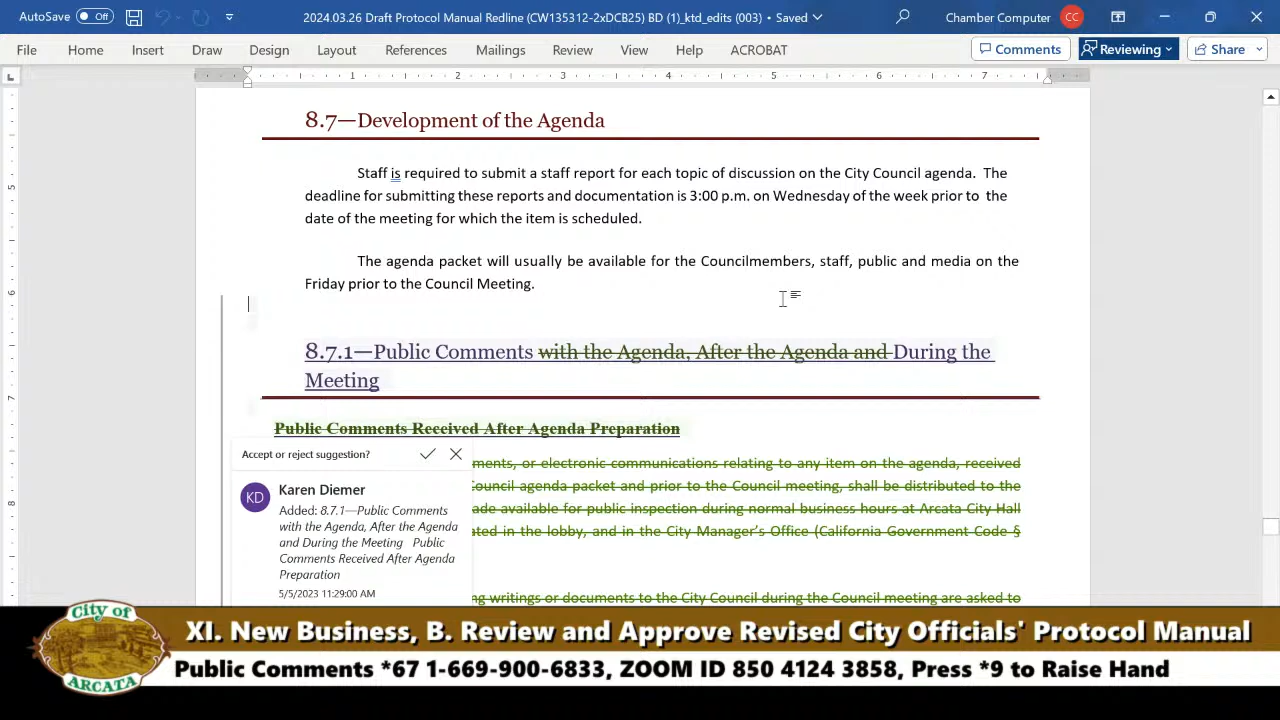 AutoSave Off 2024.03.26 Draft Protocol Manual Redline (CW135312-2xDCB25) BD (1)_ktd_edits (003) • Saved Chamber Computer CC
File Home Insert Draw Design Layout References Mailings Review View Help ACROBAT Comments Reviewing Share
1 2 3 4 5 6 7
8.7—Development of the Agenda
Staff is required to submit a staff report for each topic of discussion on the City Council agenda. The
deadline for submitting these reports and documentation is 3:00 p.m. on Wednesday of the week prior to the
date of the meeting for which the item is scheduled.
The agenda packet will usually be available for the Councilmembers, staff, public and media on the
Friday prior to the Council Meeting.
8.7.1—Public Comments with the Agenda, After the Agenda and During the
Meeting
Public Comments Received After Agenda Preparation
ments, or electronic communications relating to any item on the agenda, received
Council agenda packet and prior to the Council meeting, shall be distributed to the
ade available for public inspection during normal business hours at Arcata City Hall
ated in the lobby, and in the City Manager's Office (California Government Code §
ng writings or documents to the City Council during the Council meeting are asked to
Accept or reject suggestion?
KD Karen Diemer
Added: 8.7.1—Public Comments
with the Agenda, After the Agenda
and During the Meeting Public
Comments Received After Agenda
Preparation
5/5/2023 11:29:00 AM
5
6
7
8
City of
ARCATA
XI. New Business, B. Review and Approve Revised City Officials' Protocol Manual
Public Comments *67 1-669-900-6833, ZOOM ID 850 4124 3858, Press *9 to Raise Hand